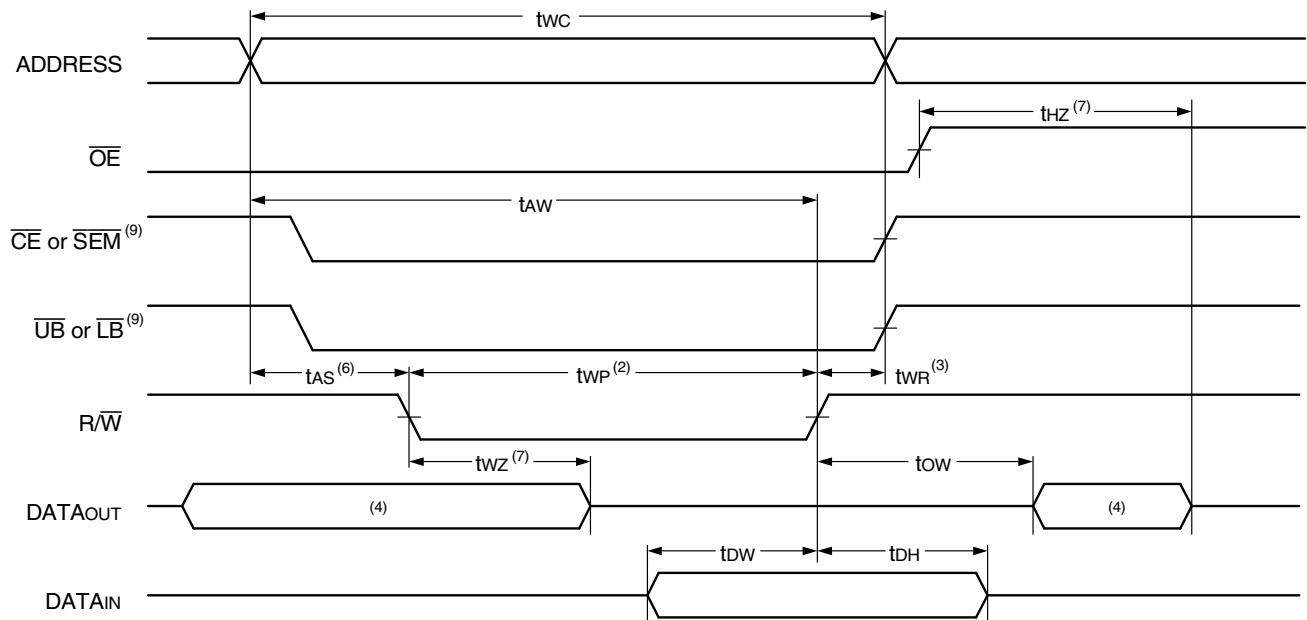 tWC
ADDRESS
tHZ (7)
OE
tAW
CE or SEM (9)
UB or LB (9)
tAS (6)
tWP (2)
tWR (3)
R/W
tWZ (7)
tOW
DATAOUT
(4)
(4)
tDW
tDH
DATAIN